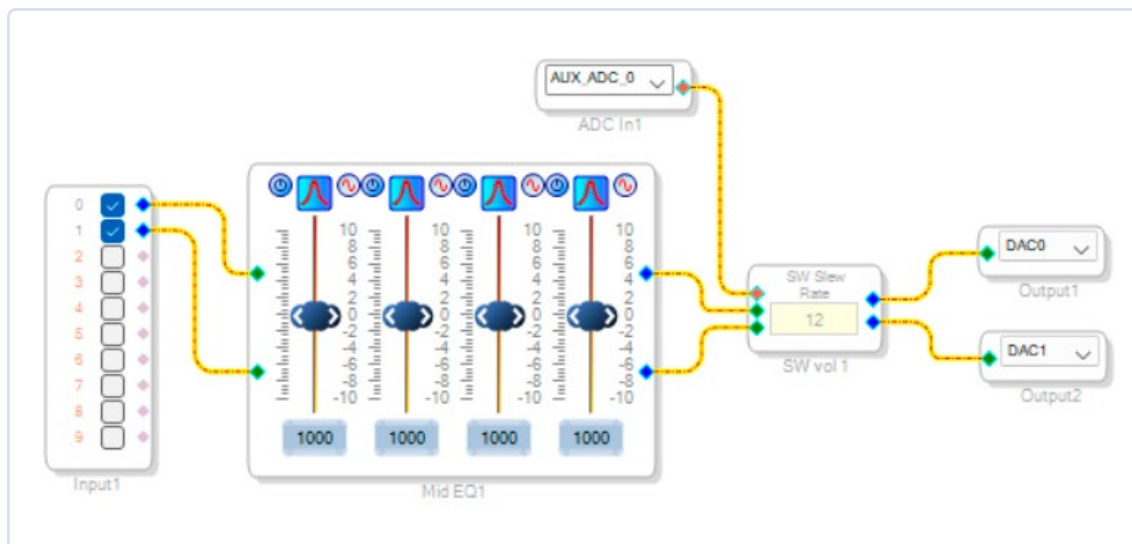 AUX_ADC_0
ADC In1
0
1
2
3
4
5
6
7
8
9
Input1
10 10 10 10
8 8 8 8
6 6 6 6
4 4 4 4
2 2 2 2
0 0 0 0
-2 -2 -2 -2
-4 -4 -4 -4
-6 -6 -6 -6
-8 -8 -8 -8
-10 -10 -10 -10
1000 1000 1000 1000
Mid EQ1
SW Slew
Rate
12
SW vol 1
DAC0
Output1
DAC1
Output2